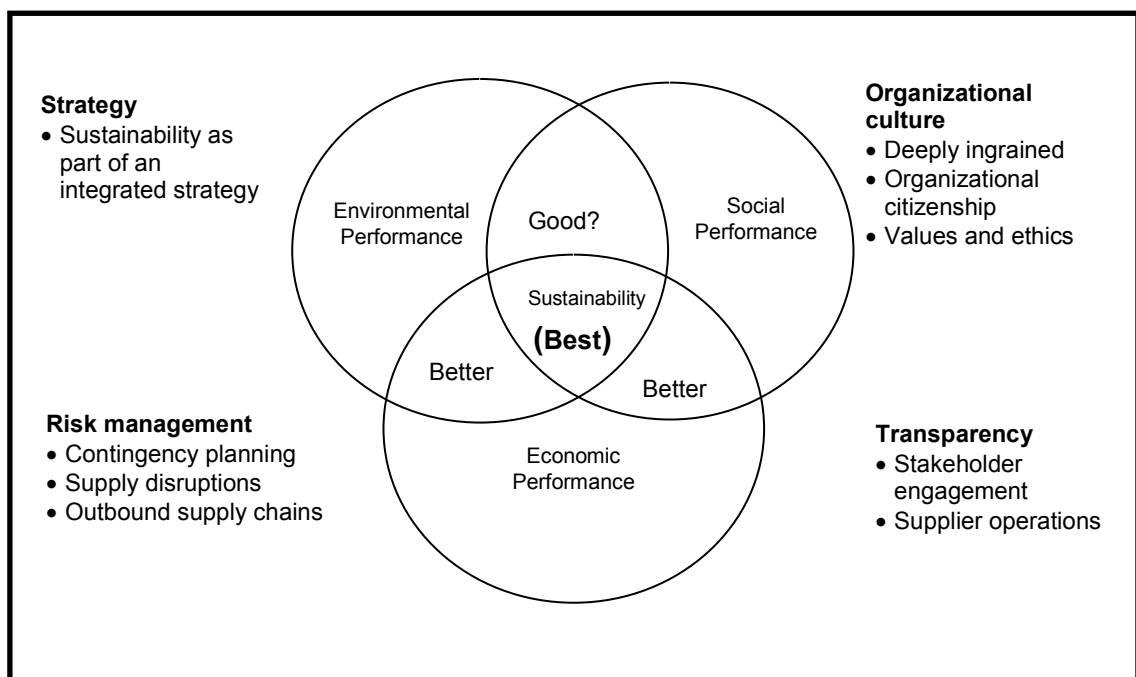 Strategy
• Sustainability as
part of an
integrated strategy
Organizational
culture
• Deeply ingrained
• Organizational
citizenship
• Values and ethics
Environmental
Performance
Good?
Social
Performance
Sustainability
(Best)
Better
Better
Economic
Performance
Risk management
• Contingency planning
• Supply disruptions
• Outbound supply chains
Transparency
• Stakeholder
engagement
• Supplier operations